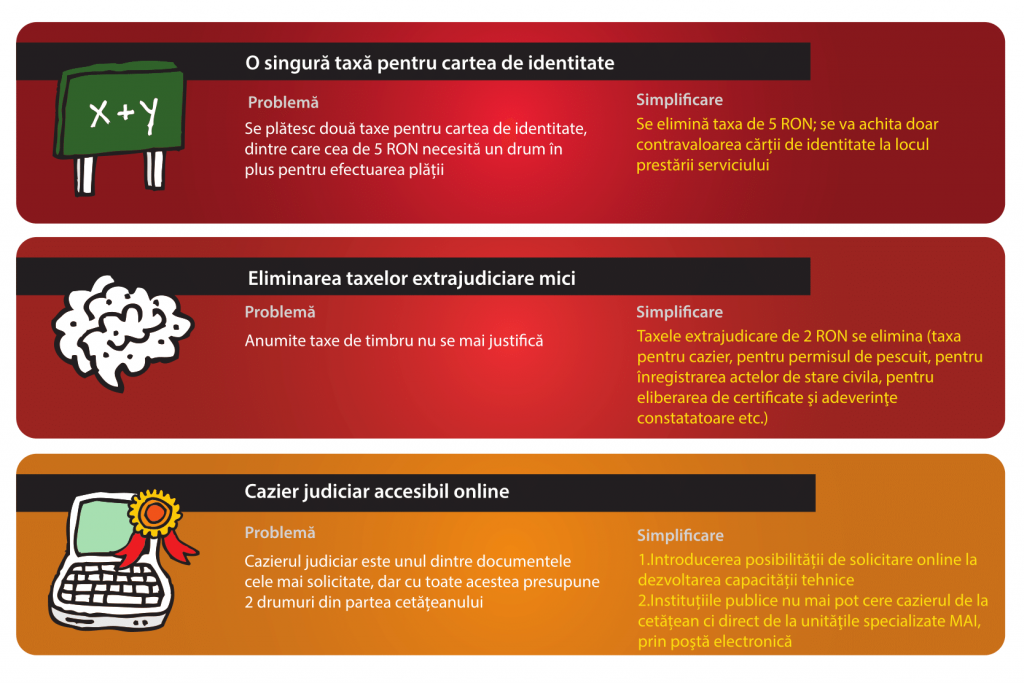 X + Y
O singură taxă pentru cartea de identitate
Problemă
Se plătesc două taxe pentru cartea de identitate,
dintre care cea de 5 RON necesită un drum în
plus pentru efectuarea plății
Simplificare
Se elimină taxa de 5 RON; se va achita doar
contravaloarea cărții de identitate la locul
prestării serviciului
Eliminarea taxelor extrajudiciare mici
Problemă
Anumite taxe de timbru nu se mai justifică
Simplificare
Taxele extrajudicare de 2 RON se elimina (taxa
pentru cazier, pentru permisul de pescuit, pentru
înregistrarea actelor de stare civila, pentru
eliberarea de certificate şi adeverințe
constatatoare etc.)
Cazier judiciar accesibil online
Problemă
Cazierul judiciar este unul dintre documentele
cele mai solicitate, dar cu toate acestea presupune
2 drumuri din partea cetățeanului
Simplificare
1.Introducerea posibilității de solicitare online la
dezvoltarea capacității tehnice
2.Instituțiile publice nu mai pot cere cazierul de la
cetățean ci direct de la unitățile specializate MAI,
prin poştă electronică